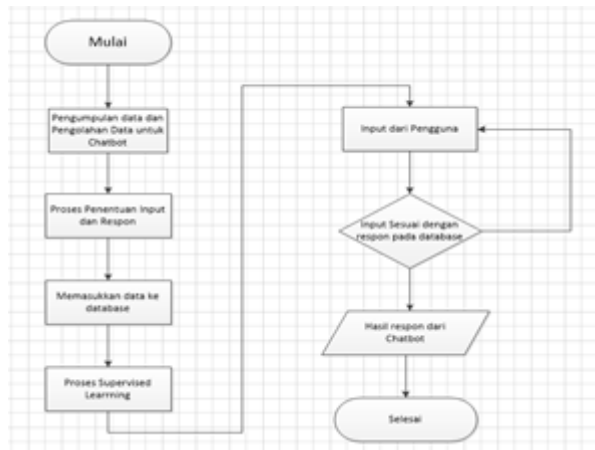 Mulai
Pengumpulan data dan
Pengolahan Data untuk
Chatbot
Proses Penentuan Input
dan Respon
Memasukkan data ke
database
Proses Supervised
Learrning
Input dari Pengguna
Input Sesuai dengan
respon pada database
Hasil respon dari
Chatbot
Selesai